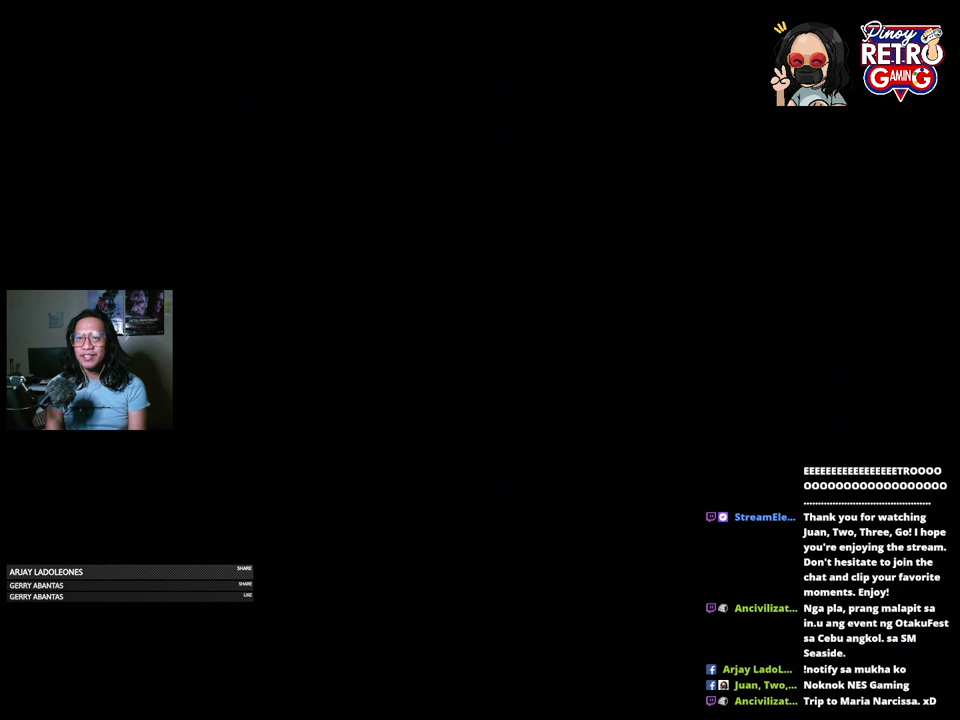 Pinoy
RETRO
GAMING
EEEEEEEEEEEEEEEEETROOOO
OOOOOOOOOOOOOOOOOOO
............................................
StreamEle... Thank you for watching
Juan, Two, Three, Go! I hope
you're enjoying the stream.
Don't hesitate to join the
chat and clip your favorite
moments. Enjoy!
Ancivilizat... Nga pla, prang malapit sa
in.u ang event ng OtakuFest
sa Cebu angkol. sa SM
Seaside.
Arjay LadoL... !notify sa mukha ko
Juan, Two,... Noknok NES Gaming
Ancivilizat... Trip to Maria Narcissa. xD
ARJAY LADOLEONES SHARE
GERRY ABANTAS SHARE
GERRY ABANTAS LIKE